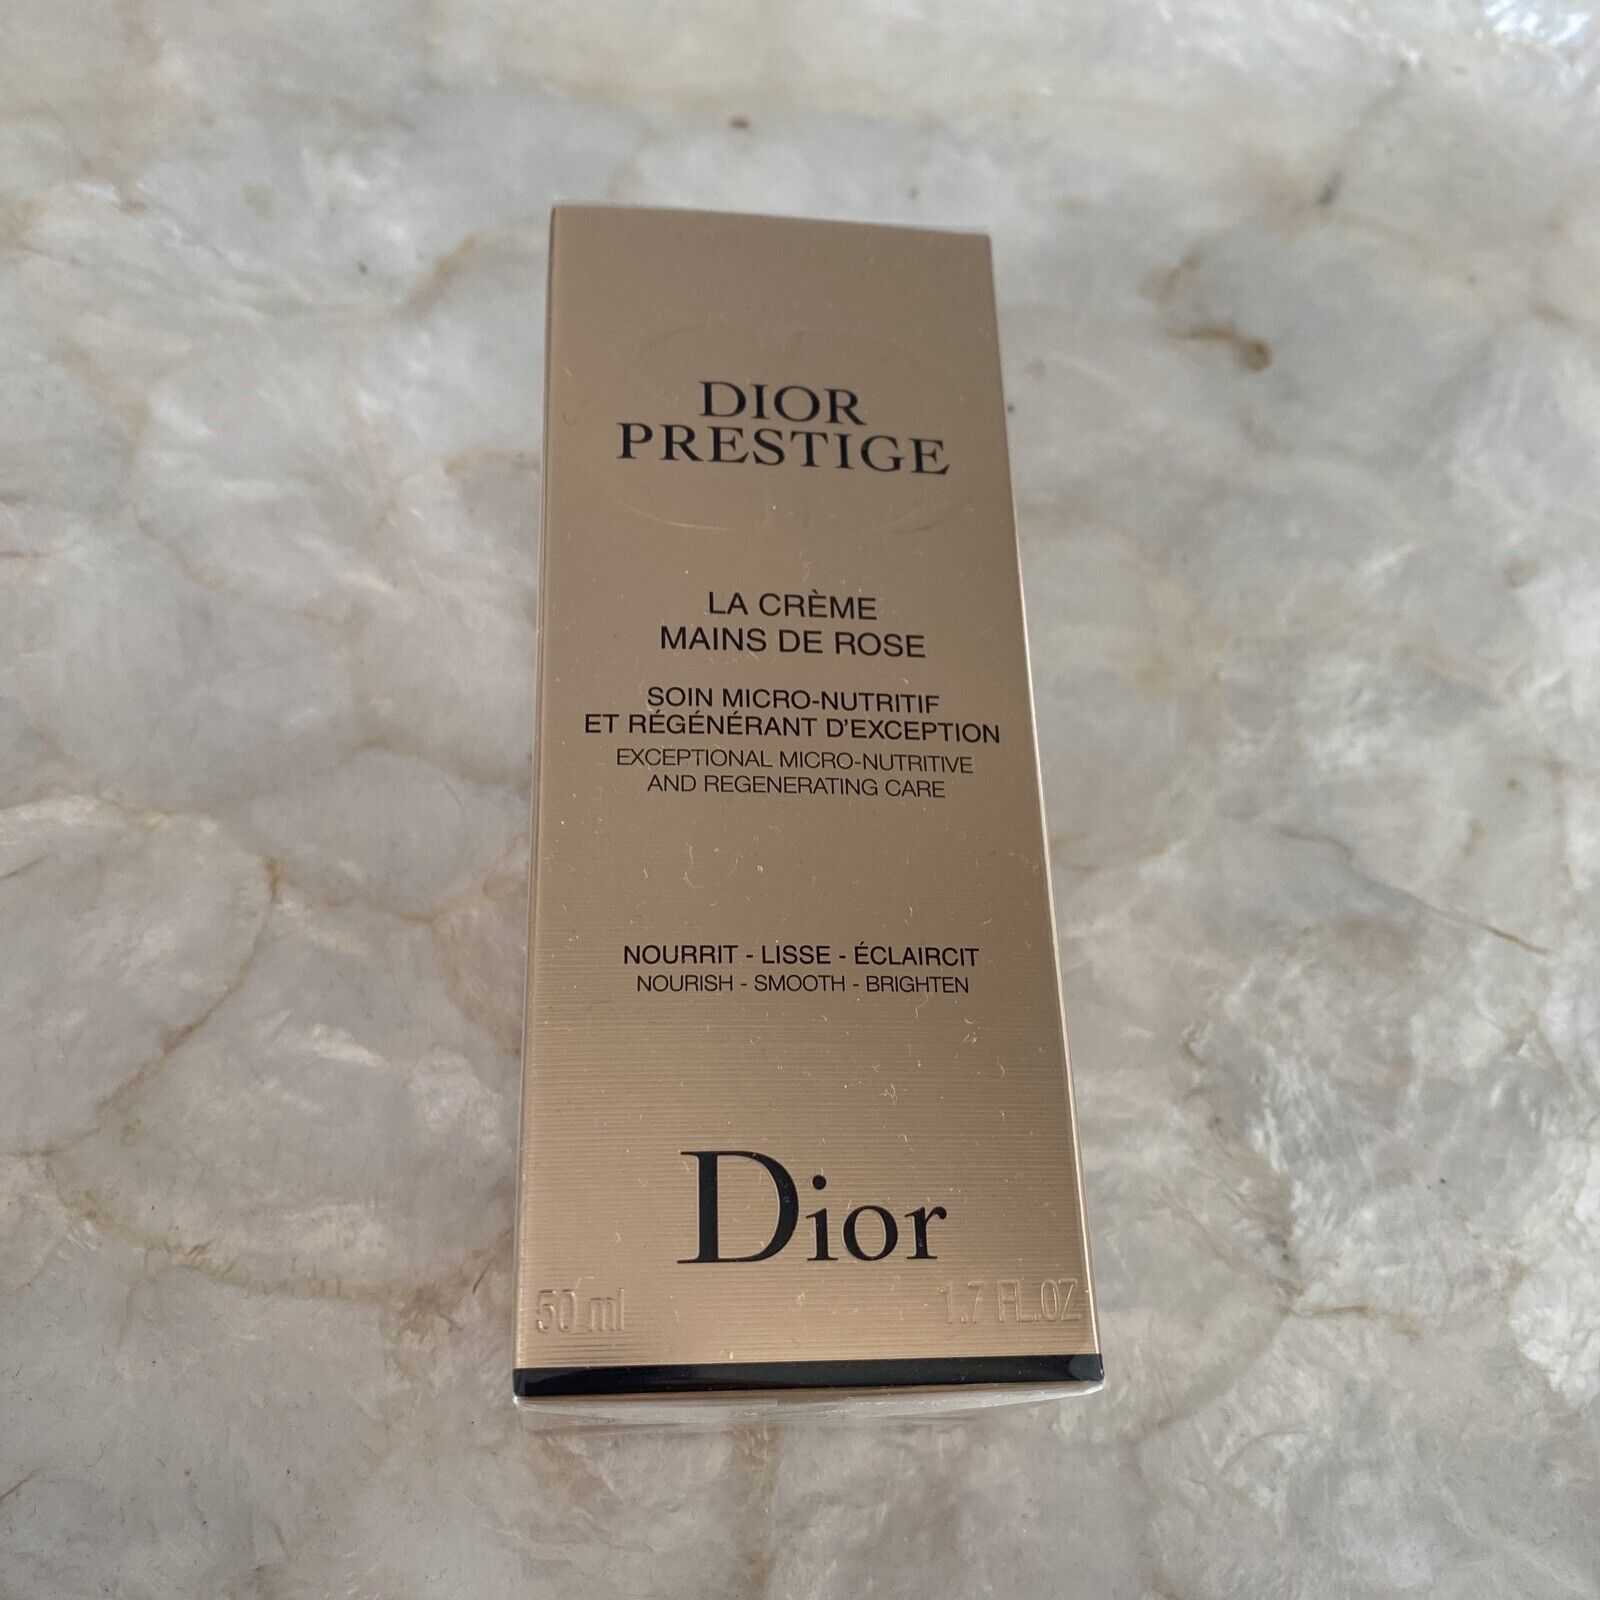 DIOR
PRESTIGE
LA CRÈME
MAINS DE ROSE
SOIN MICRO-NUTRITIF
ET RÉGÉNÉRANT D'EXCEPTION
EXCEPTIONAL MICRO-NUTRITIVE
AND REGENERATING CARE
NOURRIT - LISSE - ÉCLAIRCIT
NOURISH - SMOOTH - BRIGHTEN
Dior
50 ml 1.7 FL.OZ